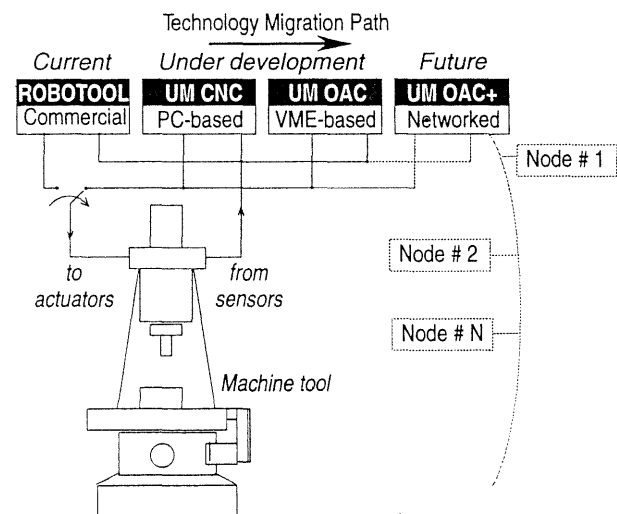 Technology Migration Path
Current Under development Future
ROBOTOOL UM CNC UM OAC UM OAC+
Commercial PC-based VME-based Networked
Node # 1
Node # 2
to from
actuators sensors
Node # N
Machine tool